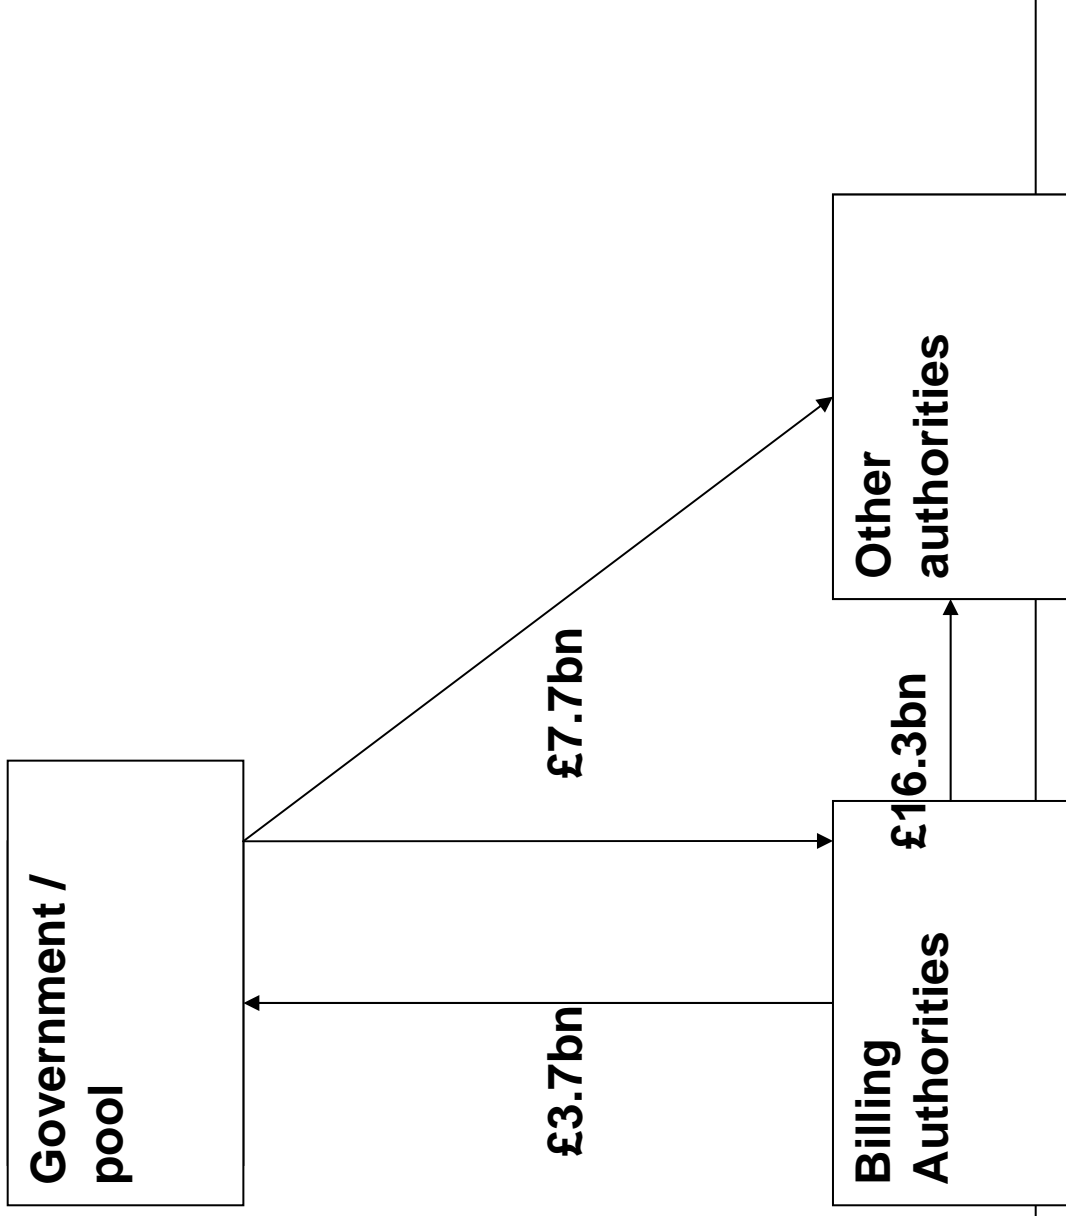 Government /
pool
£3.7bn
£7.7bn
Billing
Authorities
£16.3bn
Other
authorities